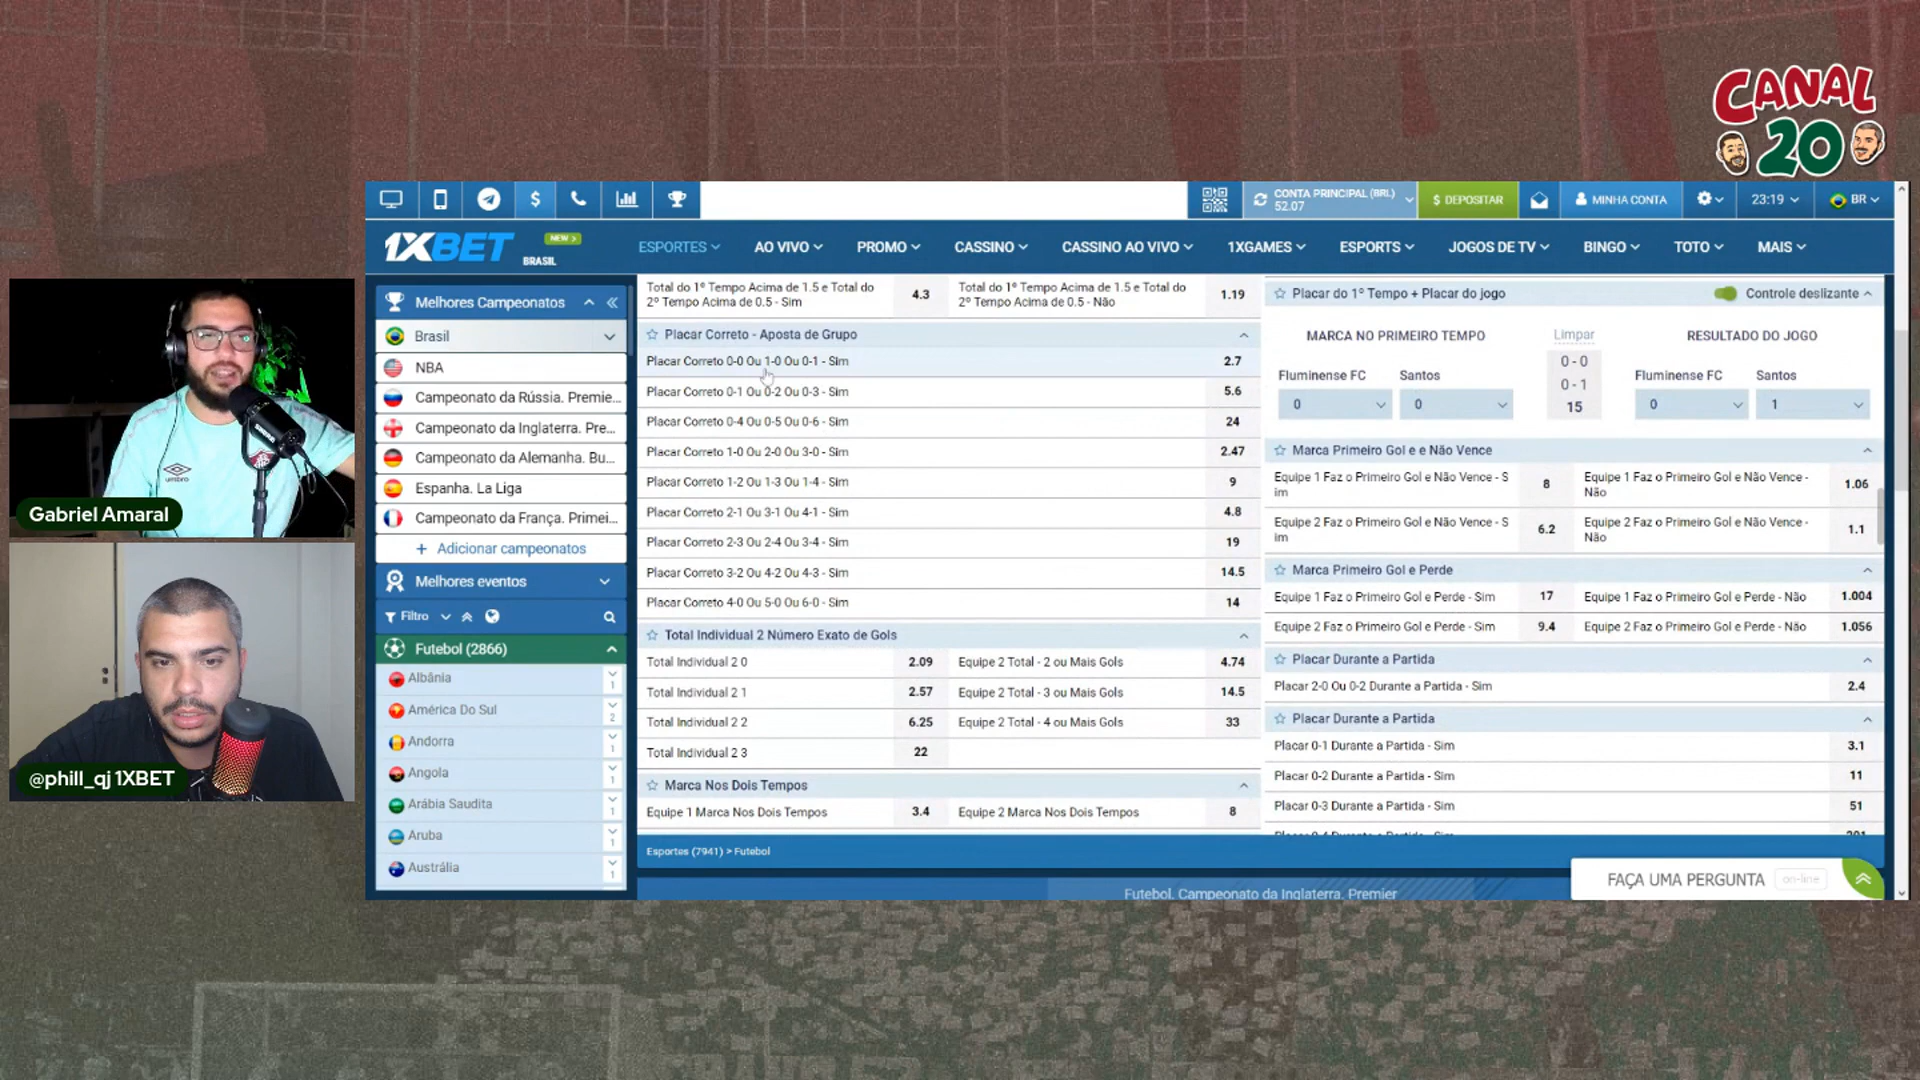 CANAL
20
CONTA PRINCIPAL (BRL)
52.07
$ DEPOSITAR
MINHA CONTA
23:19
BR
1XBET
NEW >
BRASIL
ESPORTES
AO VIVO
PROMO
CASSINO
CASSINO AO VIVO
1XGAMES
ESPORTS
JOGOS DE TV
BINGO
TOTO
MAIS
Melhores Campeonatos
Brasil
NBA
Campeonato da Rússia. Premie...
Campeonato da Inglaterra. Pre...
Campeonato da Alemanha. Bu...
Espanha. La Liga
Campeonato da França. Primei...
+ Adicionar campeonatos
Melhores eventos
Filtro
Futebol (2866)
Albânia
1
América Do Sul
2
Andorra
1
Angola
1
Arábia Saudita
1
Aruba
1
Austrália
1
Total do 1º Tempo Acima de 1.5 e Total do
2º Tempo Acima de 0.5 - Sim
4.3
Total do 1º Tempo Acima de 1.5 e Total do
2º Tempo Acima de 0.5 - Não
1.19
Placar Correto - Aposta de Grupo
Placar Correto 0-0 Ou 1-0 Ou 0-1 - Sim 2.7
Placar Correto 0-1 Ou 0-2 Ou 0-3 - Sim 5.6
Placar Correto 0-4 Ou 0-5 Ou 0-6 - Sim 24
Placar Correto 1-0 Ou 2-0 Ou 3-0 - Sim 2.47
Placar Correto 1-2 Ou 1-3 Ou 1-4 - Sim 9
Placar Correto 2-1 Ou 3-1 Ou 4-1 - Sim 4.8
Placar Correto 2-3 Ou 2-4 Ou 3-4 - Sim 19
Placar Correto 3-2 Ou 4-2 Ou 4-3 - Sim 14.5
Placar Correto 4-0 Ou 5-0 Ou 6-0 - Sim 14
Total Individual 2 Número Exato de Gols
Total Individual 2 0 2.09 Equipe 2 Total - 2 ou Mais Gols 4.74
Total Individual 2 1 2.57 Equipe 2 Total - 3 ou Mais Gols 14.5
Total Individual 2 2 6.25 Equipe 2 Total - 4 ou Mais Gols 33
Total Individual 2 3 22
Marca Nos Dois Tempos
Equipe 1 Marca Nos Dois Tempos 3.4 Equipe 2 Marca Nos Dois Tempos 8
Placar do 1º Tempo + Placar do jogo
Controle deslizante
MARCA NO PRIMEIRO TEMPO
Limpar
RESULTADO DO JOGO
0 - 0
0 - 1
15
Fluminense FC
Santos
0
0
Fluminense FC
Santos
0
1
Marca Primeiro Gol e e Não Vence
Equipe 1 Faz o Primeiro Gol e Não Vence - S
im
8
Equipe 1 Faz o Primeiro Gol e Não Vence -
Não
1.06
Equipe 2 Faz o Primeiro Gol e Não Vence - S
im
6.2
Equipe 2 Faz o Primeiro Gol e Não Vence -
Não
1.1
Marca Primeiro Gol e Perde
Equipe 1 Faz o Primeiro Gol e Perde - Sim 17 Equipe 1 Faz o Primeiro Gol e Perde - Não 1.004
Equipe 2 Faz o Primeiro Gol e Perde - Sim 9.4 Equipe 2 Faz o Primeiro Gol e Perde - Não 1.056
Placar Durante a Partida
Placar 2-0 Ou 0-2 Durante a Partida - Sim 2.4
Placar Durante a Partida
Placar 0-1 Durante a Partida - Sim 3.1
Placar 0-2 Durante a Partida - Sim 11
Placar 0-3 Durante a Partida - Sim 51
Esportes (7941) > Futebol
FAÇA UMA PERGUNTA
on-line
Futebol. Campeonato da Inglaterra. Premier
umbro
Gabriel Amaral
@phill_qj 1XBET